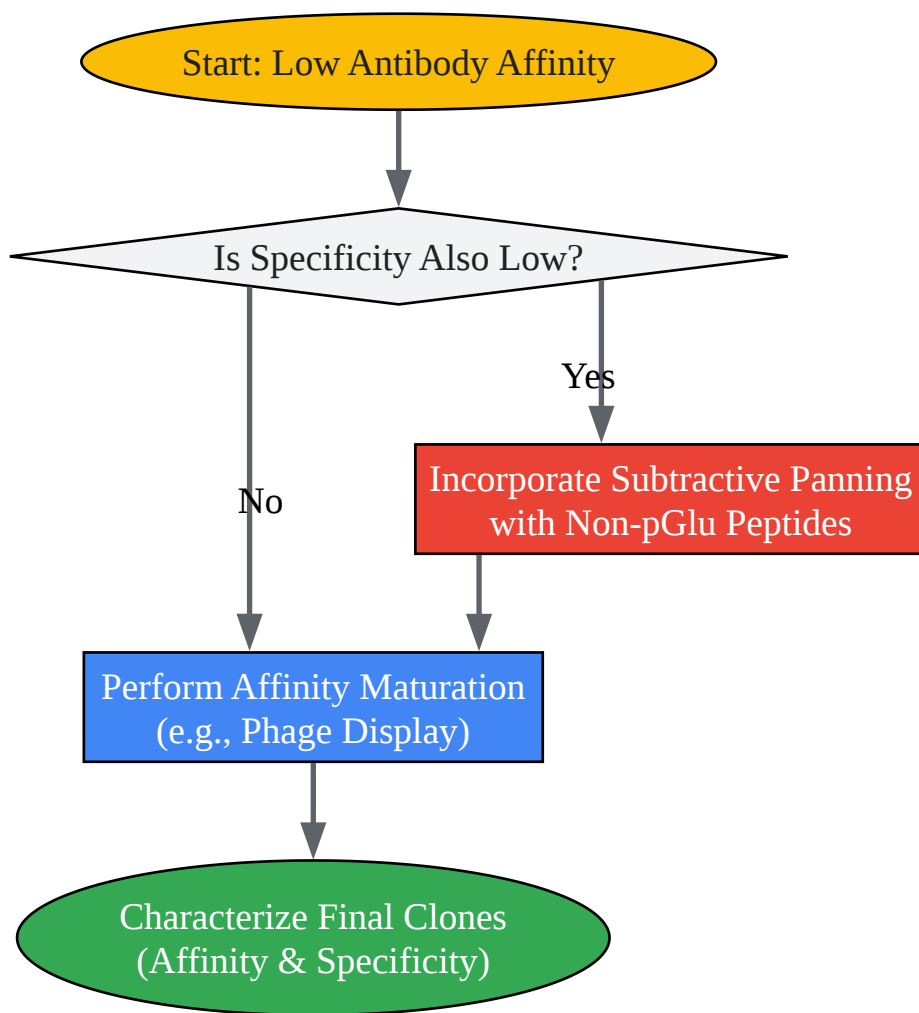 Start: Low Antibody Affinity
Is Specificity Also Low?
Yes
Incorporate Subtractive Panning
with Non-pGlu Peptides
No
Perform Affinity Maturation
(e.g., Phage Display)
Characterize Final Clones
(Affinity & Specificity)